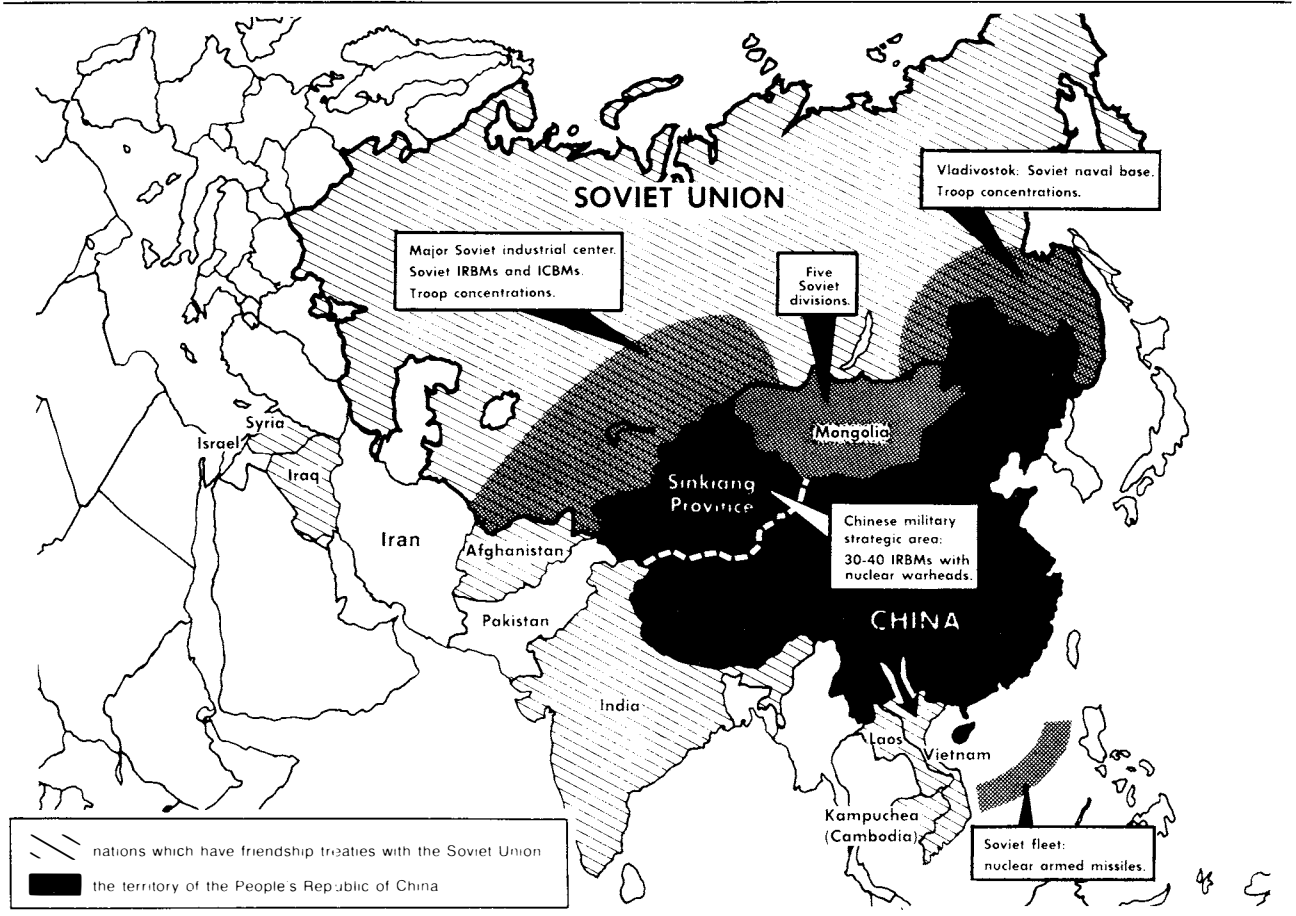 SOVIET UNION
Vladivostok: Soviet naval base.
Troop concentrations.
Major Soviet industrial center.
Soviet IRBMs and ICBMs.
Troop concentrations.
Five
Soviet
divisions.
Syria
Israel
Iraq
Iran
Afghanistan
Pakistan
Mongolia
Sinkiang
Province
Chinese military
strategic area:
30-40 IRBMs with
nuclear warheads.
CHINA
India
Laos
Vietnam
Kampuchea
(Cambodia)
Soviet fleet:
nuclear armed missiles.
nations which have friendship treaties with the Soviet Union
the territory of the People's Republic of China